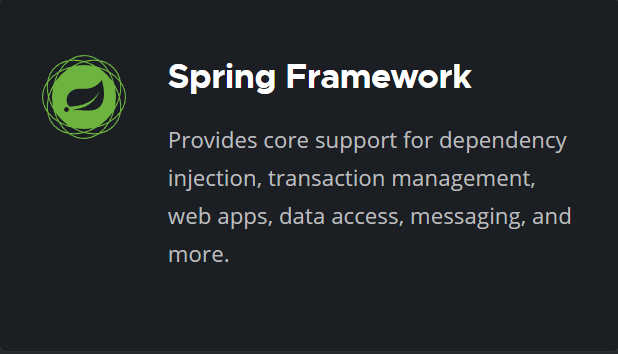 Spring Framework
Provides core support for dependency
injection, transaction management,
web apps, data access, messaging, and
more.